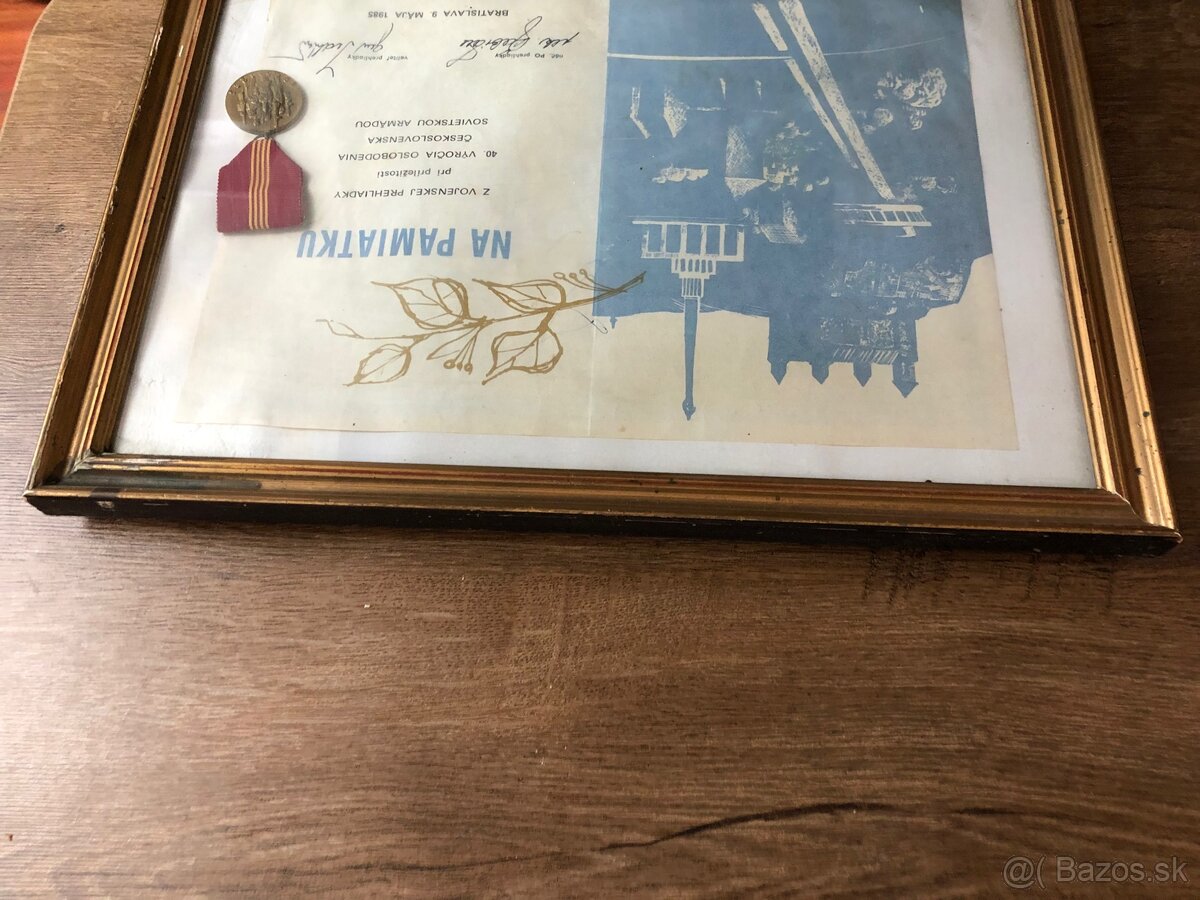 NA PAMIATKU
Z VOJENSKEJ PREHLIADKY
pri príležitosti
40. VÝROČIA OSLOBODENIA
ČESKOSLOVENSKA
SOVIETSKOU ARMÁDOU
náč. PO prehliadky
veliteľ prehliadky
BRATISLAVA 9. MÁJA 1985
@( Bazos.sk